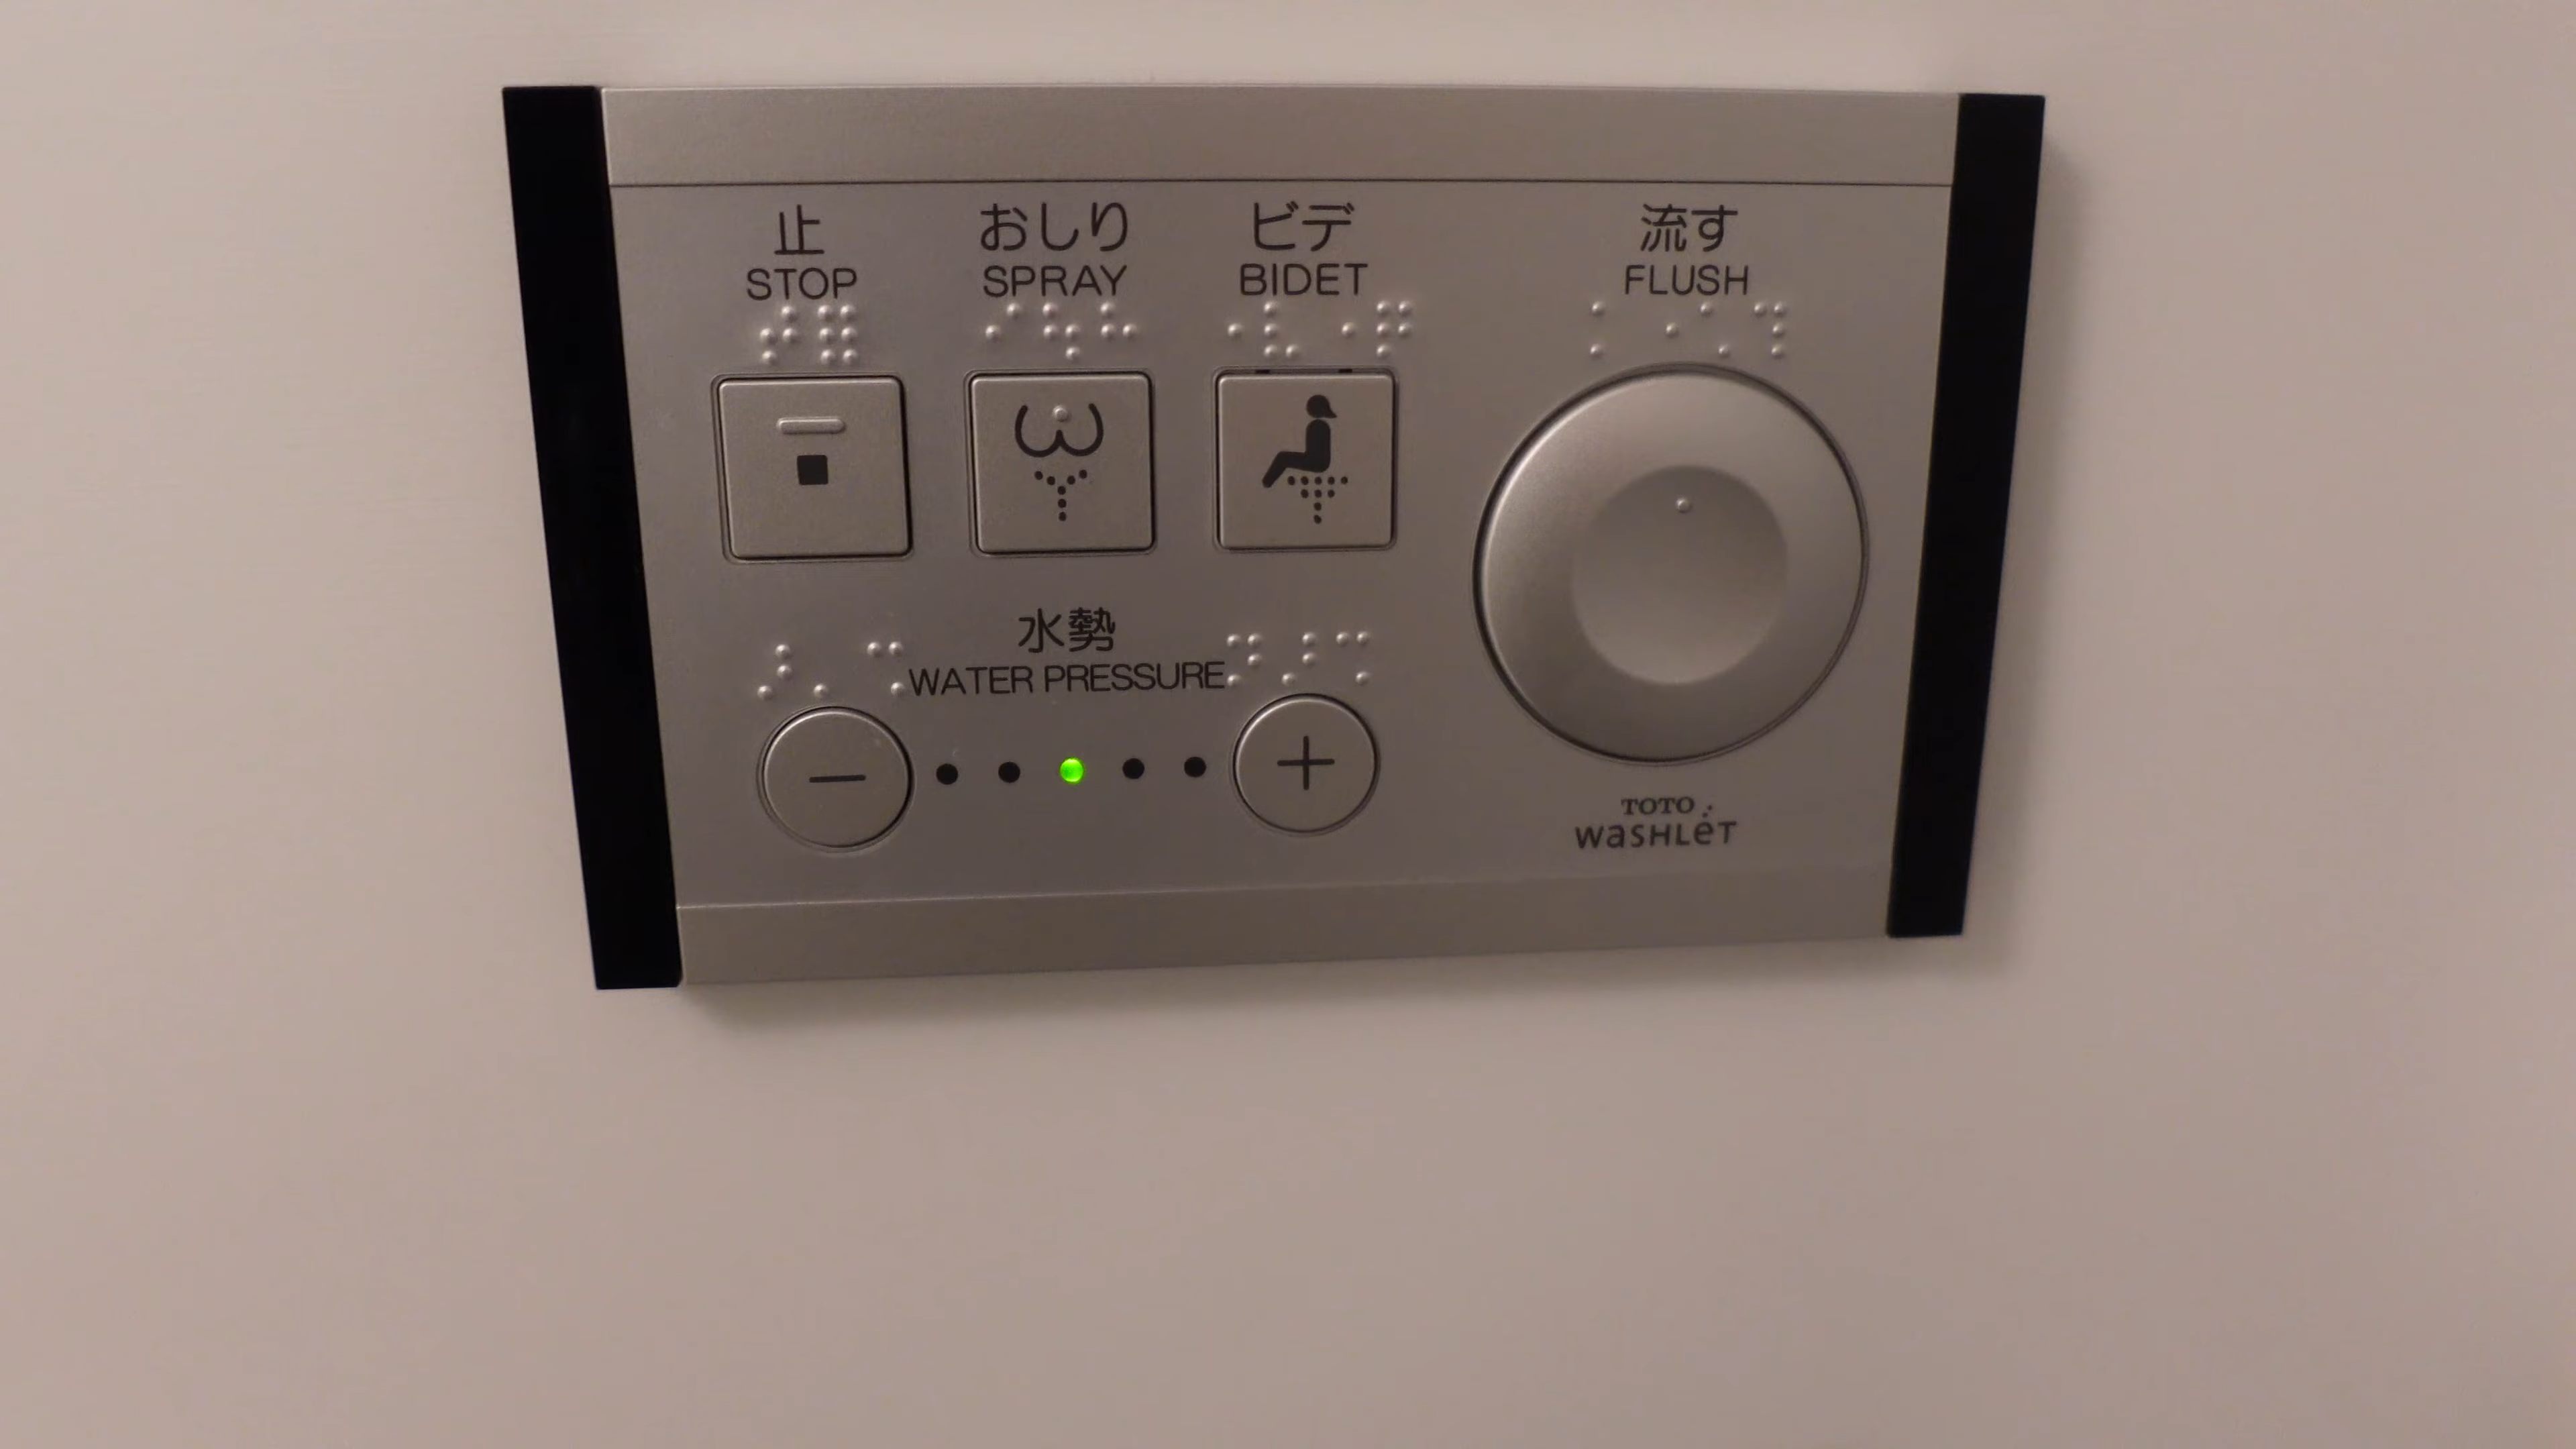 止
STOP
おしり
SPRAY
ビデ
BIDET
流す
FLUSH
水勢
WATER PRESSURE
−
+
TOTO
WaSHLeT